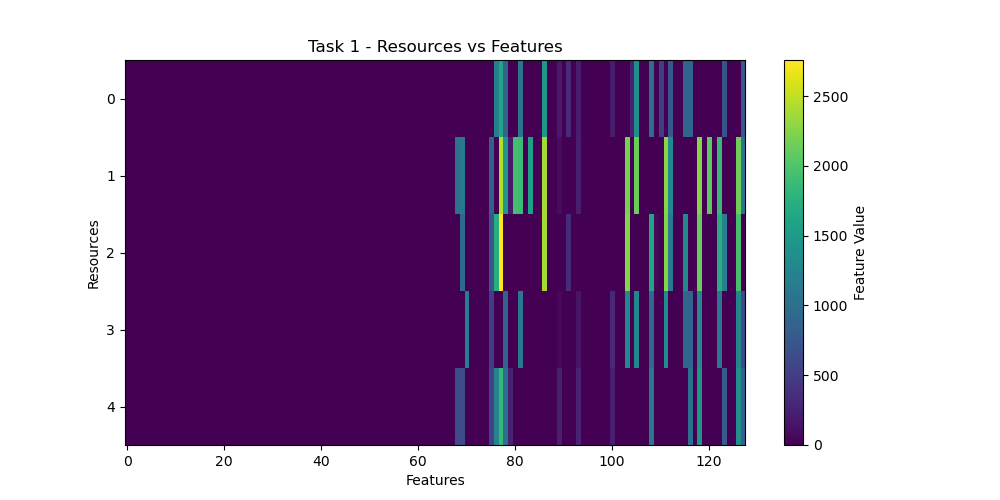 Task 1 - Resources vs Features
0
1
2
3
4
Resources
0 20 40 60 80 100 120
Features
2500
2000
1500
1000
500
0
Feature Value